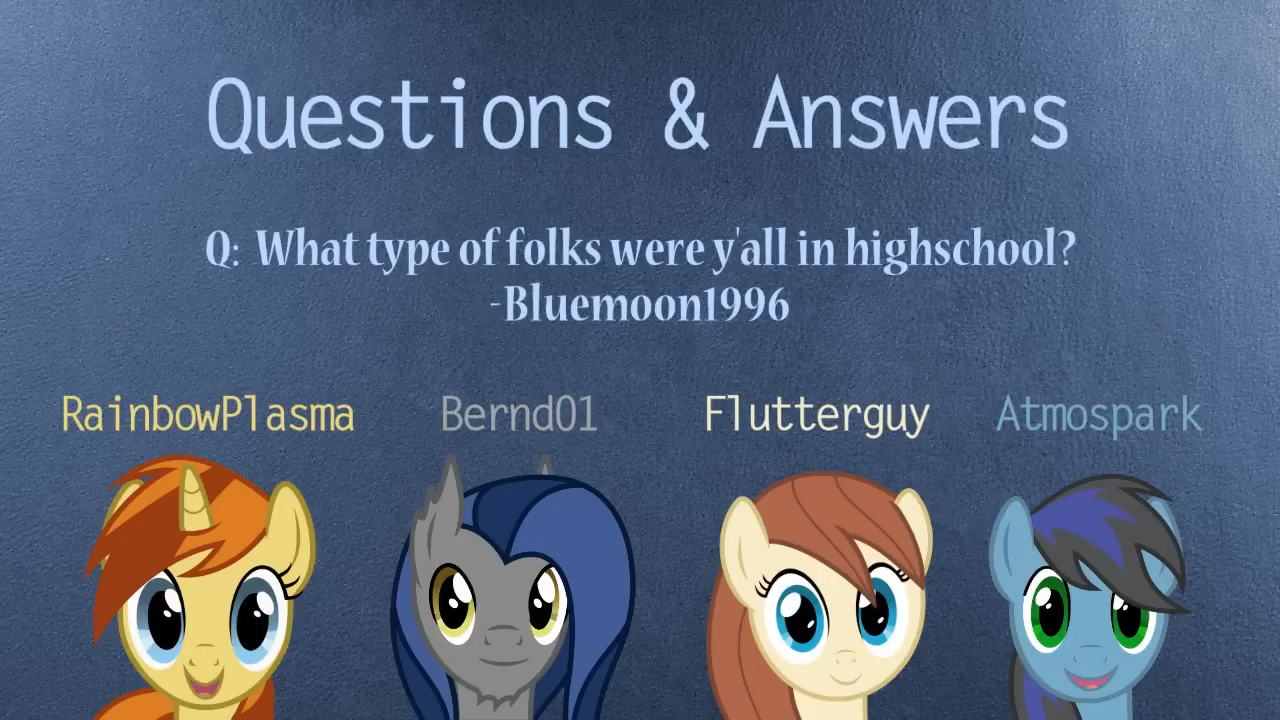 Questions & Answers
Q: What type of folks were y'all in highschool?
-Bluemoon1996
RainbowPlasma Bernd01 Flutterguy Atmospark